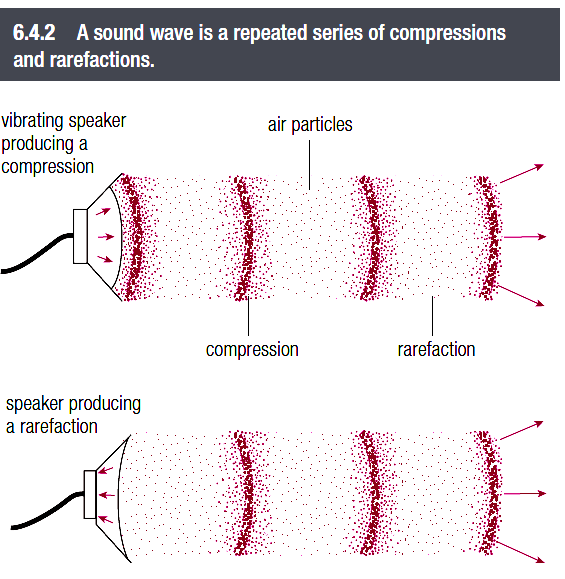 6.4.2 A sound wave is a repeated series of compressions
and rarefactions.
vibrating speaker
producing a
compression
air particles
compression
rarefaction
speaker producing
a rarefaction